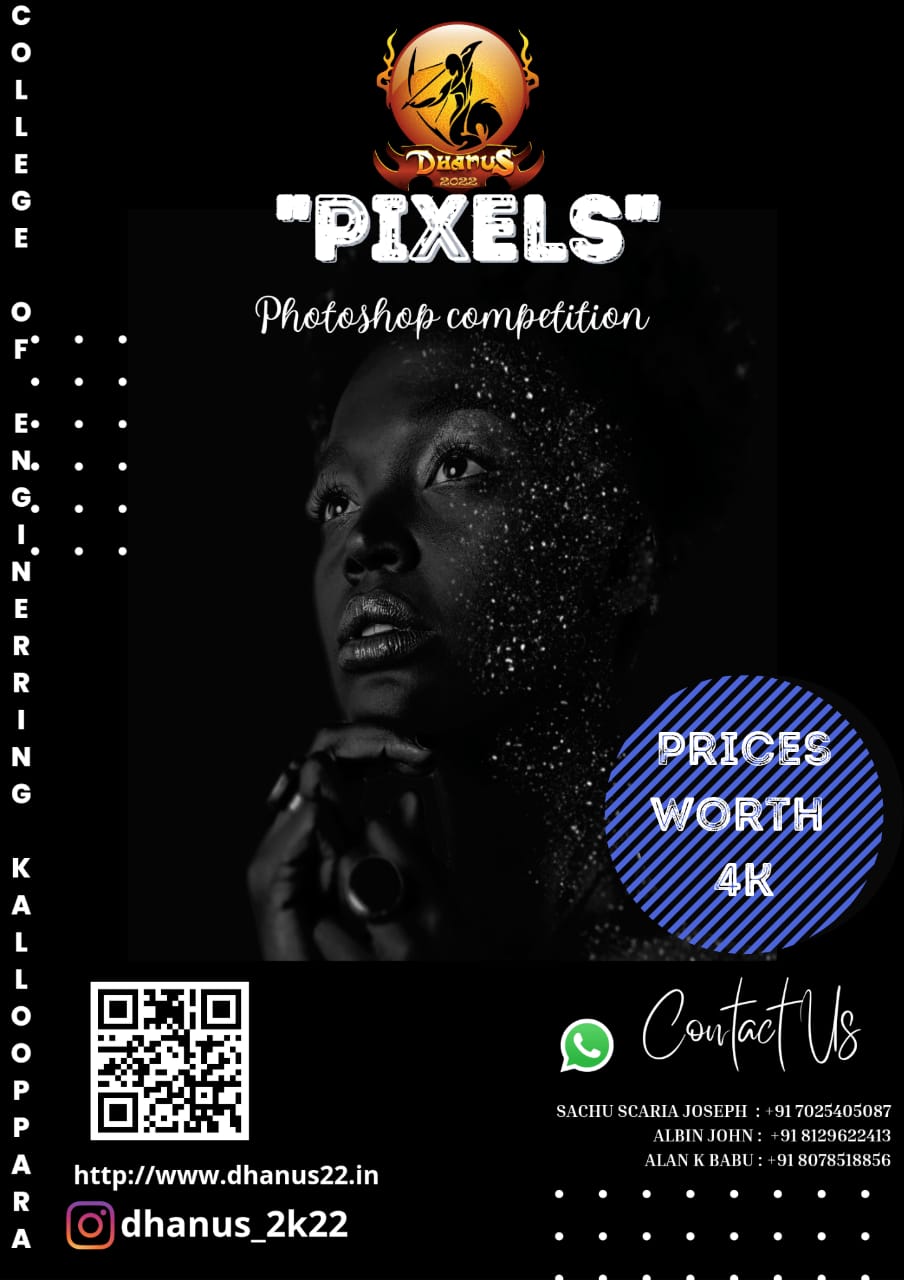 COLLEGE OF ENGINERRING KALLOOPPARA
DHANUS
2022
"PIXELS"
Photoshop competition
PRICES
WORTH
4K
Contact Us
SACHU SCARIA JOSEPH : +91 7025405087
ALBIN JOHN : +91 8129622413
ALAN K BABU : +91 8078518856
http://www.dhanus22.in
dhanus_2k22